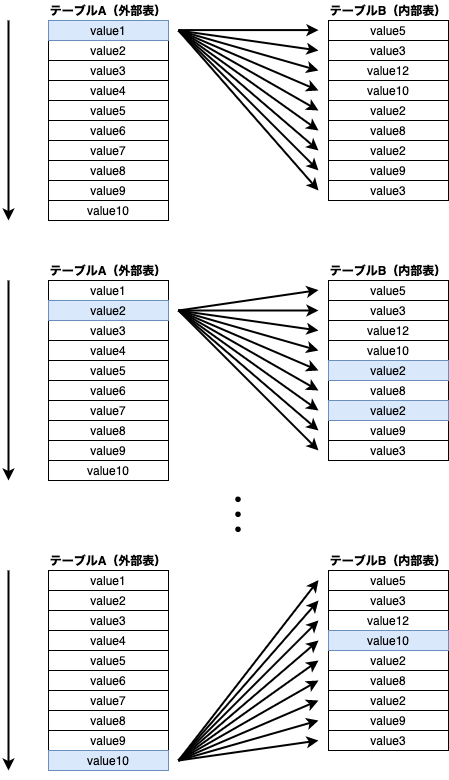 テーブルA（外部表）
value1
value2
value3
value4
value5
value6
value7
value8
value9
value10
テーブルB（内部表）
value5
value3
value12
value10
value2
value8
value2
value9
value3
テーブルA（外部表）
value1
value2
value3
value4
value5
value6
value7
value8
value9
value10
テーブルB（内部表）
value5
value3
value12
value10
value2
value8
value2
value9
value3
テーブルA（外部表）
value1
value2
value3
value4
value5
value6
value7
value8
value9
value10
テーブルB（内部表）
value5
value3
value12
value10
value2
value8
value2
value9
value3